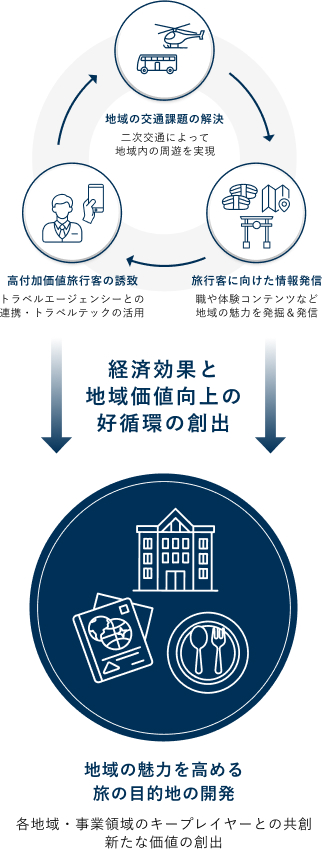 地域の交通課題の解決
二次交通によって
地域内の周遊を実現
高付加価値旅行客の誘致
トラベルエージェンシーとの
連携・トラベルテックの活用
旅行客に向けた情報発信
職や体験コンテンツなど
地域の魅力を発掘＆発信
経済効果と
地域価値向上の
好循環の創出
地域の魅力を高める
旅の目的地の開発
各地域・事業領域のキープレイヤーとの共創
新たな価値の創出